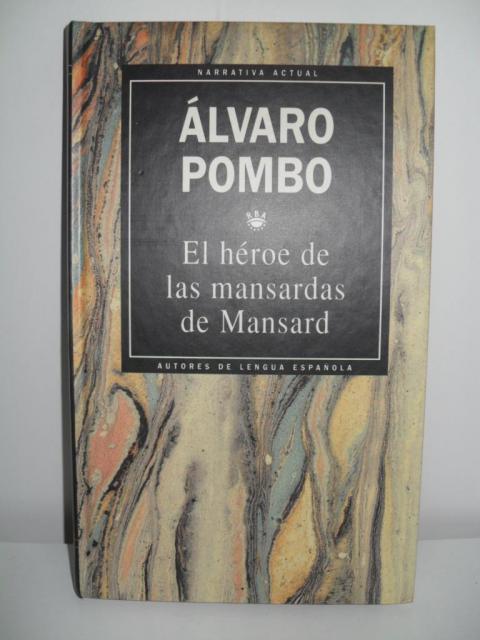 NARRATIVA ACTUAL
ÁLVARO
POMBO
RBA
El héroe de
las mansardas
de Mansard
AUTORES DE LENGUA ESPAÑOLA